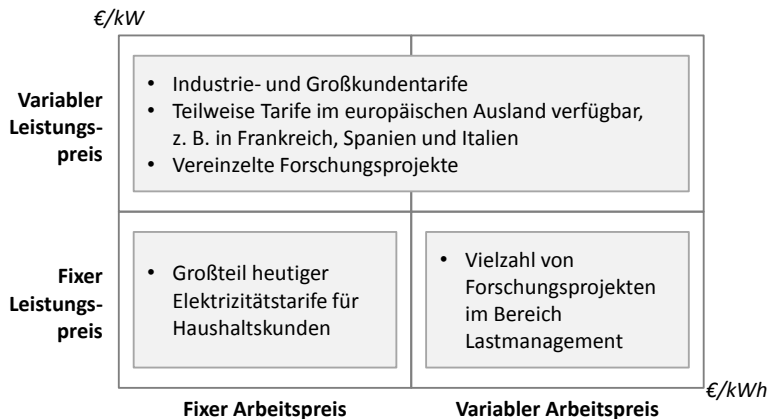 €/kW
Variabler
Leistungs-
preis
• Industrie- und Großkundentarife
• Teilweise Tarife im europäischen Ausland verfügbar,
z. B. in Frankreich, Spanien und Italien
• Vereinzelte Forschungsprojekte
Fixer
Leistungs-
preis
• Großteil heutiger
Elektrizitätstarife für
Haushaltskunden
• Vielzahl von
Forschungsprojekten
im Bereich
Lastmanagement
€/kWh
Fixer Arbeitspreis
Variabler Arbeitspreis